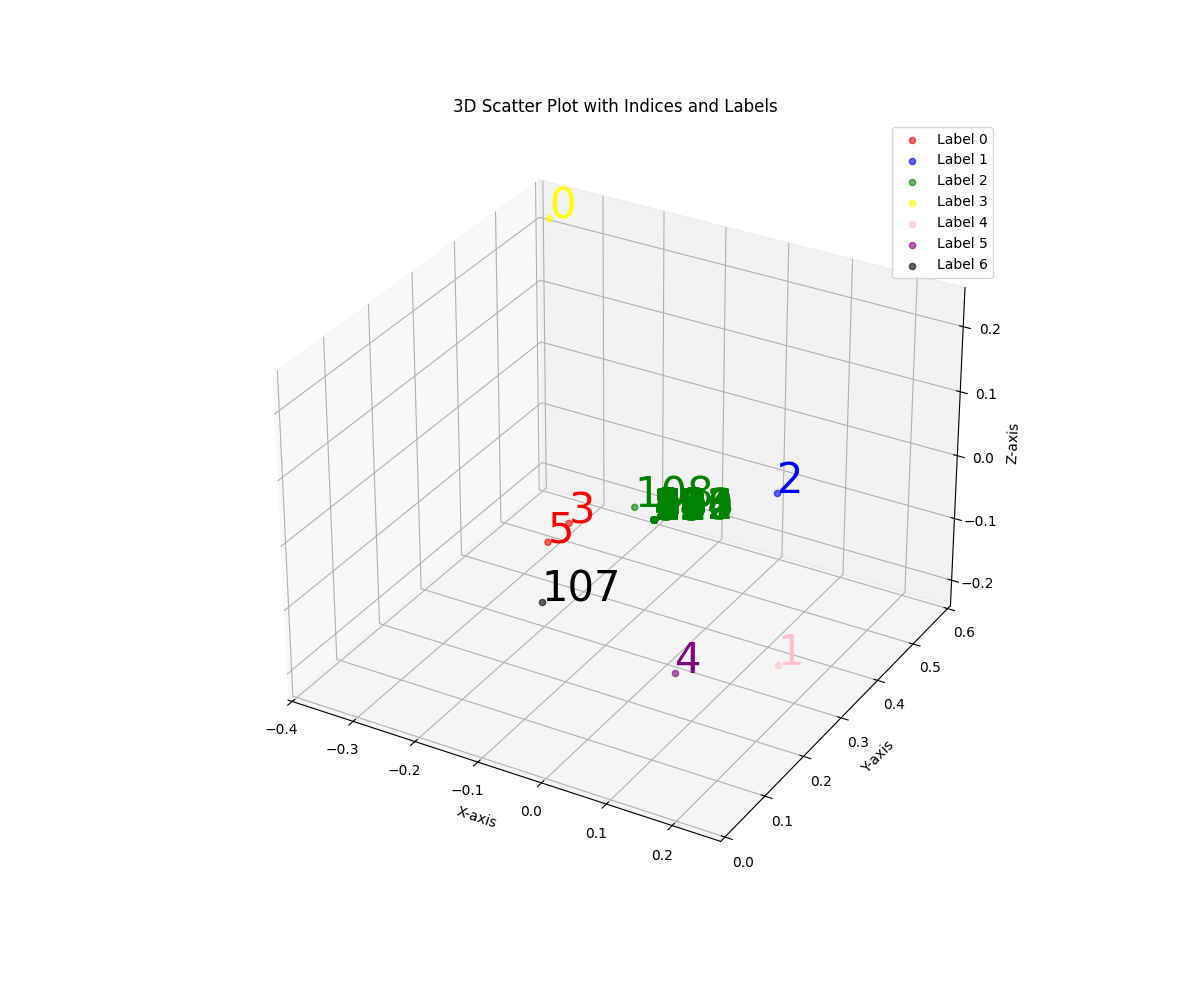 3D Scatter Plot with Indices and Labels
Label 0
Label 1
Label 2
Label 3
Label 4
Label 5
Label 6
0
2
108
3
5
107
4
1
0.2
0.1
0.0
−0.1
−0.2
Z-axis
0.6
0.5
0.4
0.3
0.2
0.1
0.0
Y-axis
−0.4
−0.3
−0.2
−0.1
0.0
0.1
0.2
X-axis